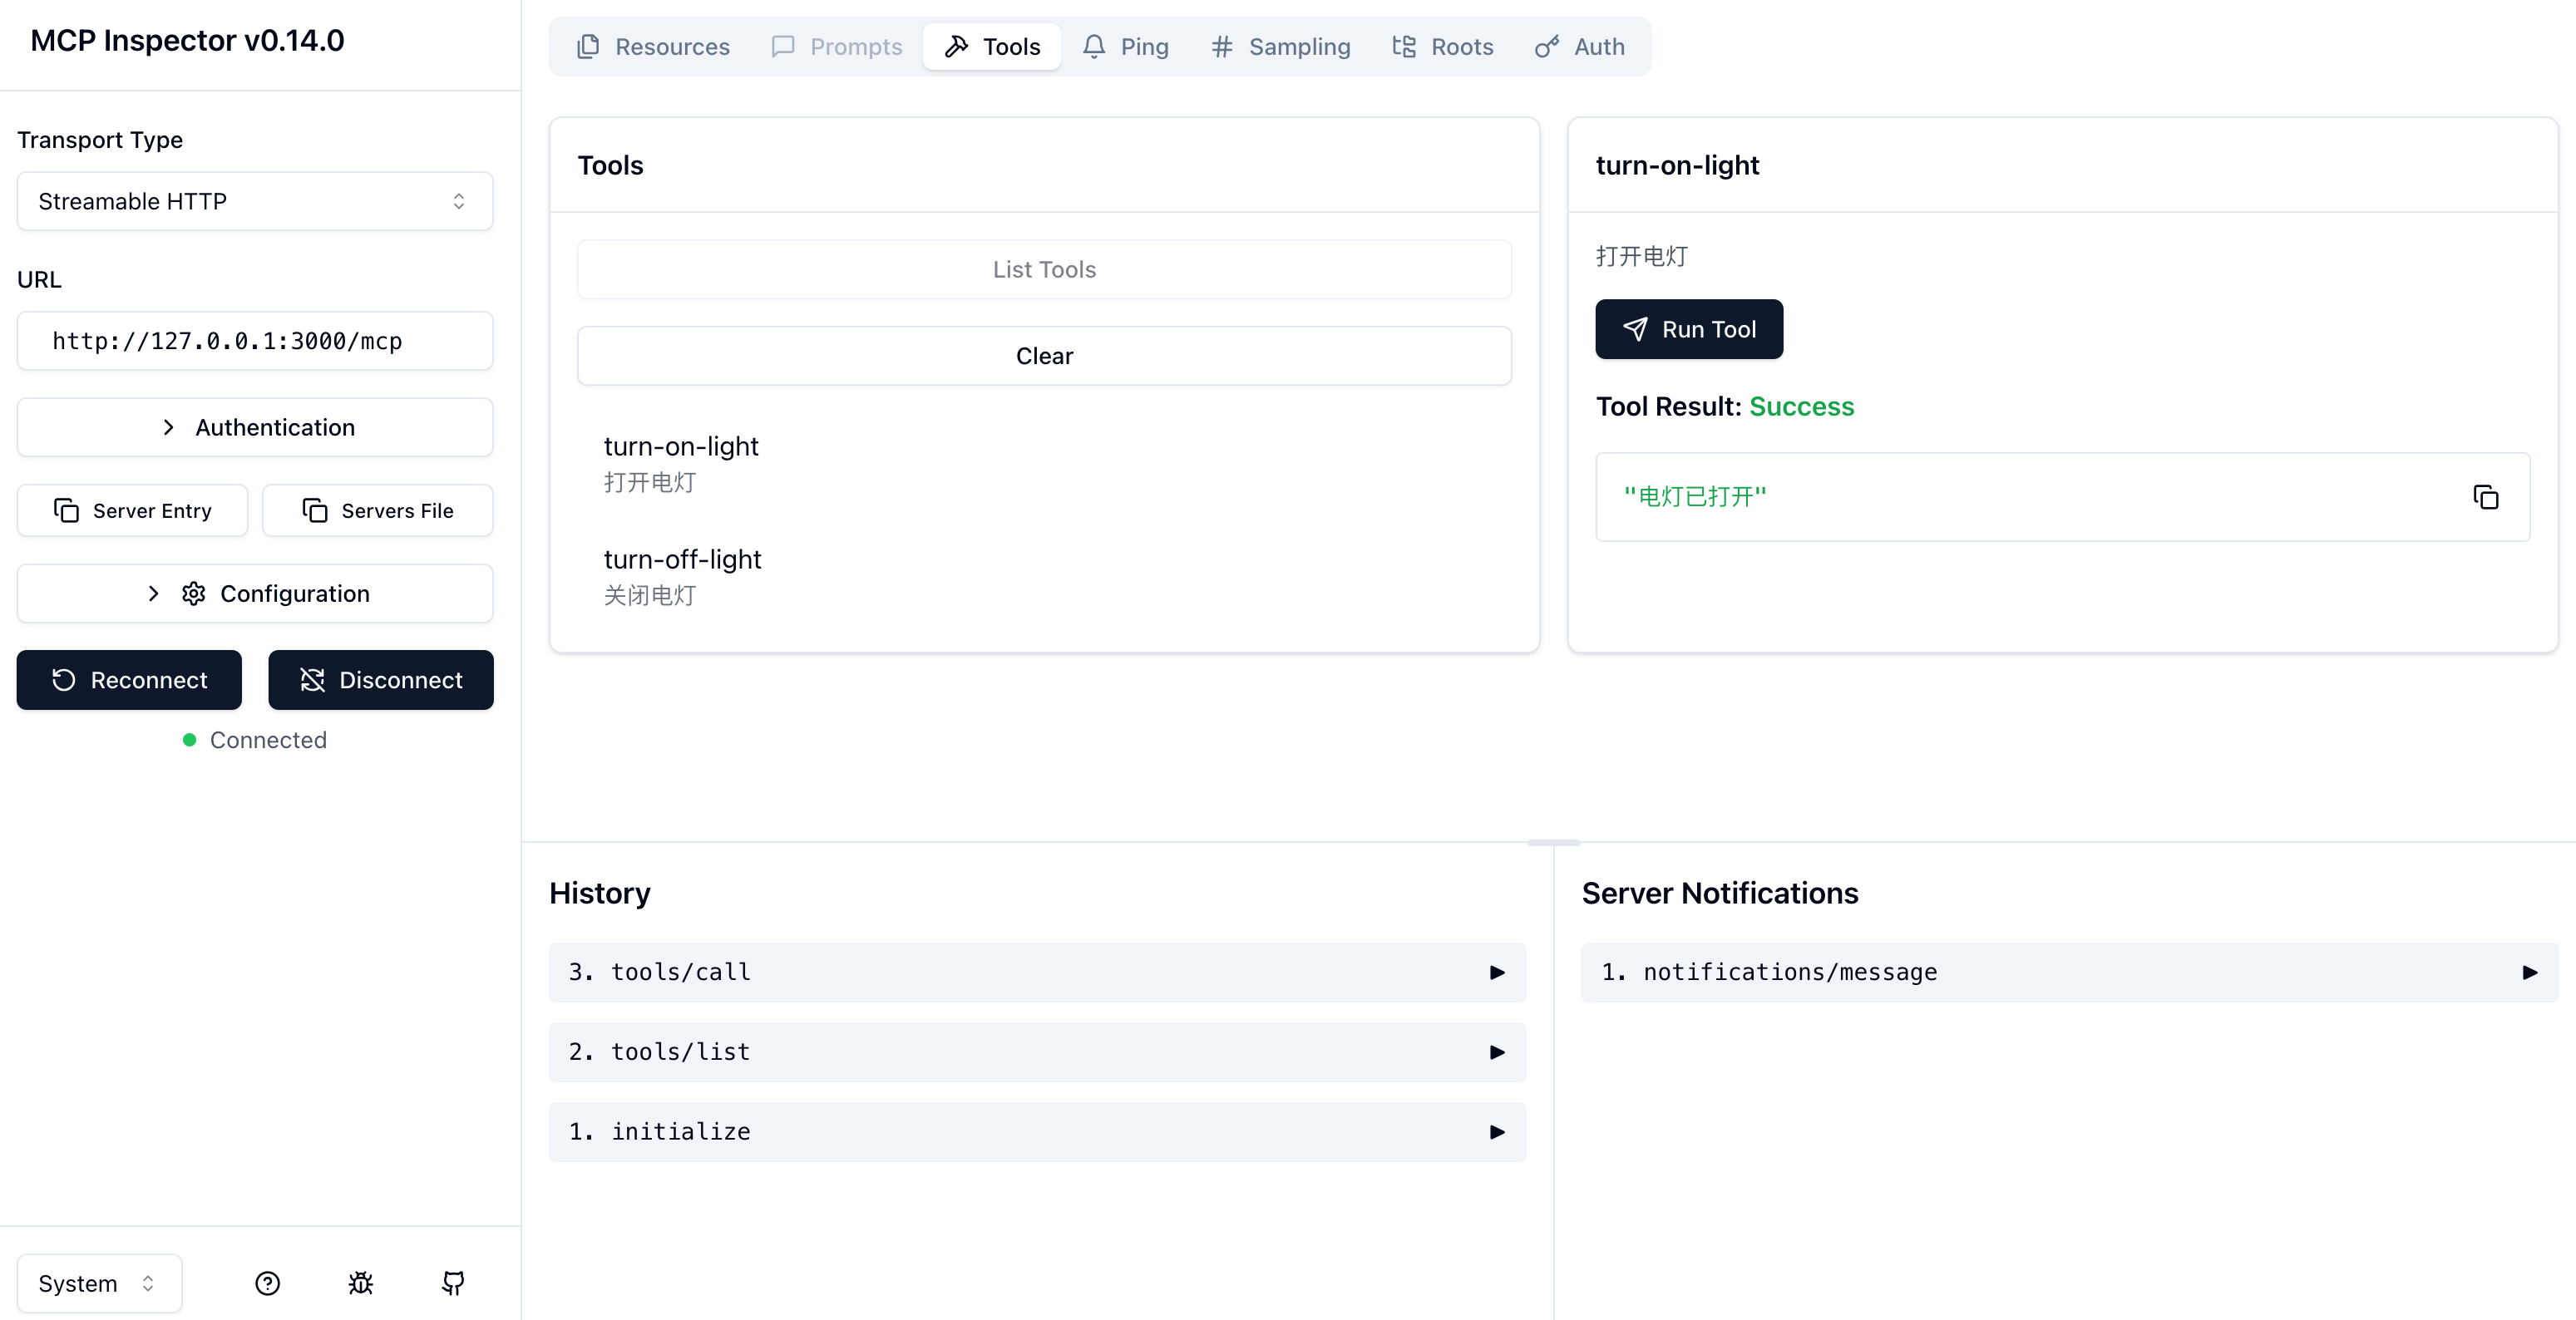 MCP Inspector v0.14.0
Transport Type
Streamable HTTP
URL
http://127.0.0.1:3000/mcp
Authentication
Server Entry
Servers File
Configuration
Reconnect
Disconnect
Connected
System
Resources
Prompts
Tools
Ping
Sampling
Roots
Auth
Tools
List Tools
Clear
turn-on-light
打开电灯
turn-off-light
关闭电灯
turn-on-light
打开电灯
Run Tool
Tool Result: Success
"电灯已打开"
History
3. tools/call
2. tools/list
1. initialize
Server Notifications
1. notifications/message